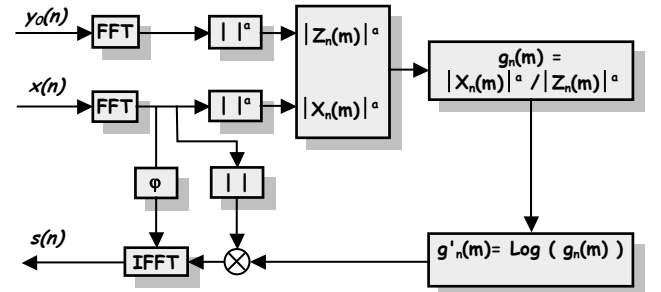 y₀(n)
FFT
| |ᵃ
|Zₙ(m)|ᵃ
gₙ(m) =
|Xₙ(m)|ᵃ /|Zₙ(m)|ᵃ
x(n)
FFT
| |ᵃ
|Xₙ(m)|ᵃ
φ
| |
s(n)
IFFT
g'ₙ(m)= Log ( gₙ(m) )